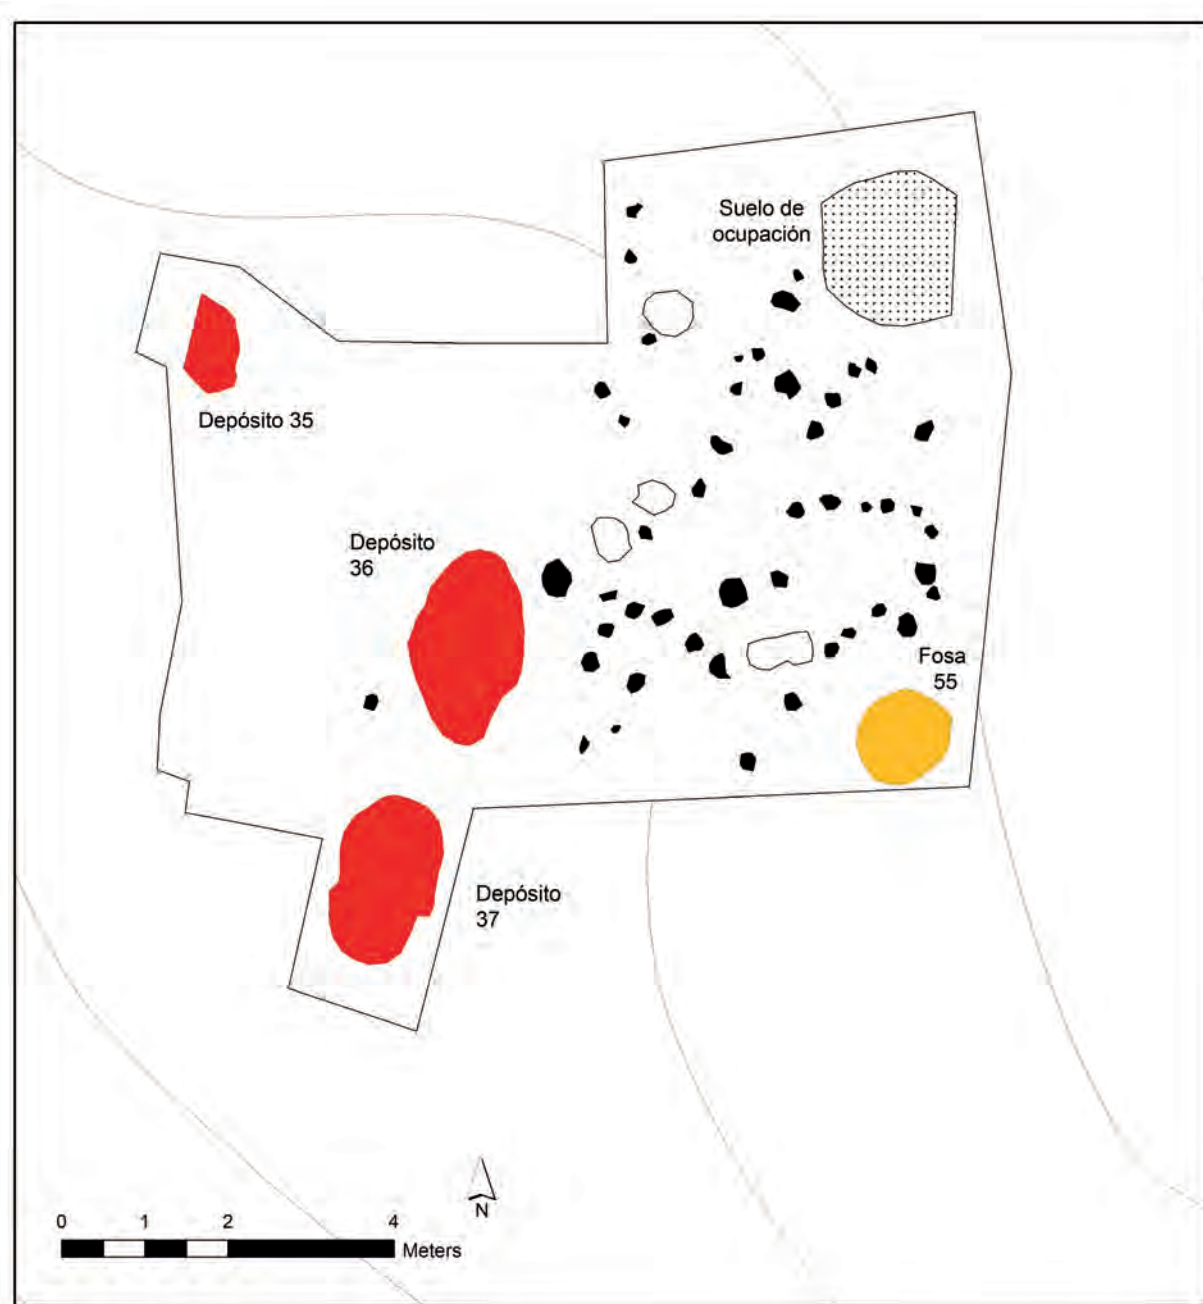 Suelo de
ocupación
Depósito 35
Depósito
36
Fosa
55
Depósito
37
N
0 1 2 4
Meters